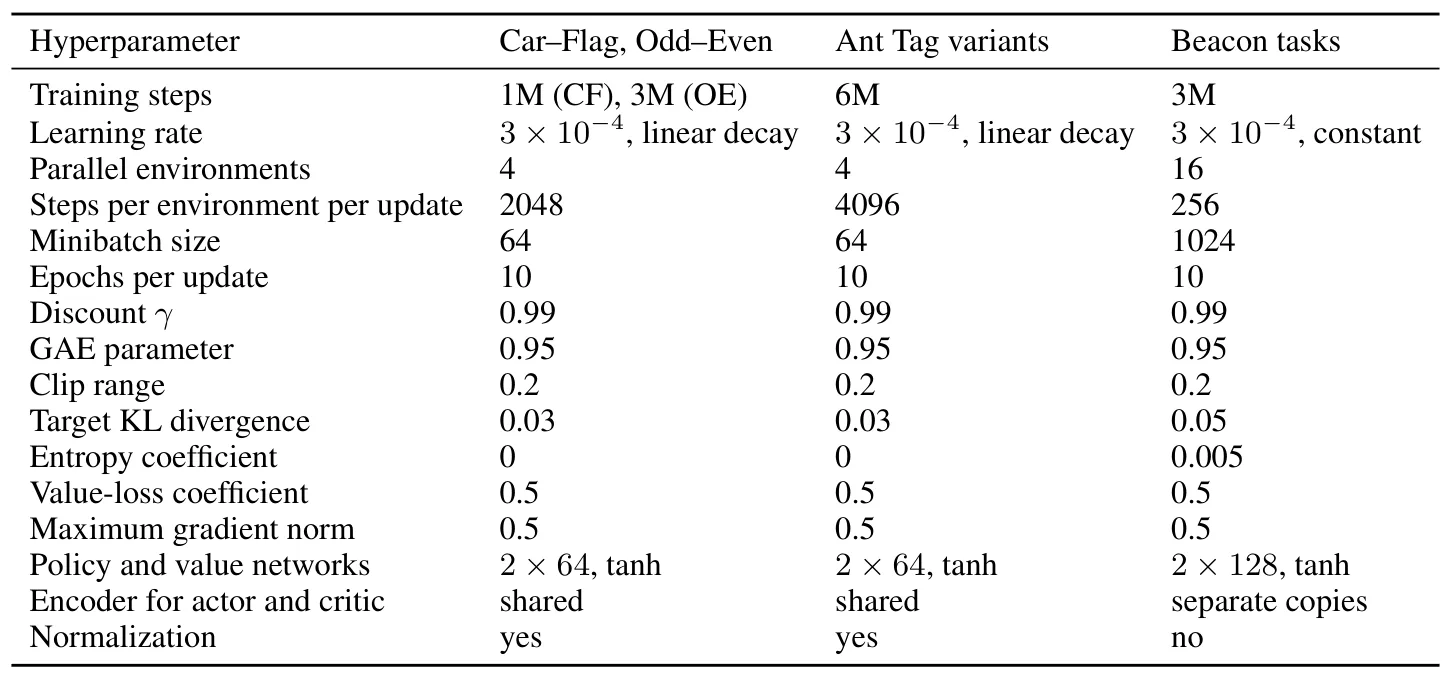 Hyperparameter Car–Flag, Odd–Even Ant Tag variants Beacon tasks
Training steps 1M (CF), 3M (OE) 6M 3M
Learning rate 3 × 10⁻⁴, linear decay 3 × 10⁻⁴, linear decay 3 × 10⁻⁴, constant
Parallel environments 4 4 16
Steps per environment per update 2048 4096 256
Minibatch size 64 64 1024
Epochs per update 10 10 10
Discount γ 0.99 0.99 0.99
GAE parameter 0.95 0.95 0.95
Clip range 0.2 0.2 0.2
Target KL divergence 0.03 0.03 0.05
Entropy coefficient 0 0 0.005
Value-loss coefficient 0.5 0.5 0.5
Maximum gradient norm 0.5 0.5 0.5
Policy and value networks 2 × 64, tanh 2 × 64, tanh 2 × 128, tanh
Encoder for actor and critic shared shared separate copies
Normalization yes yes no